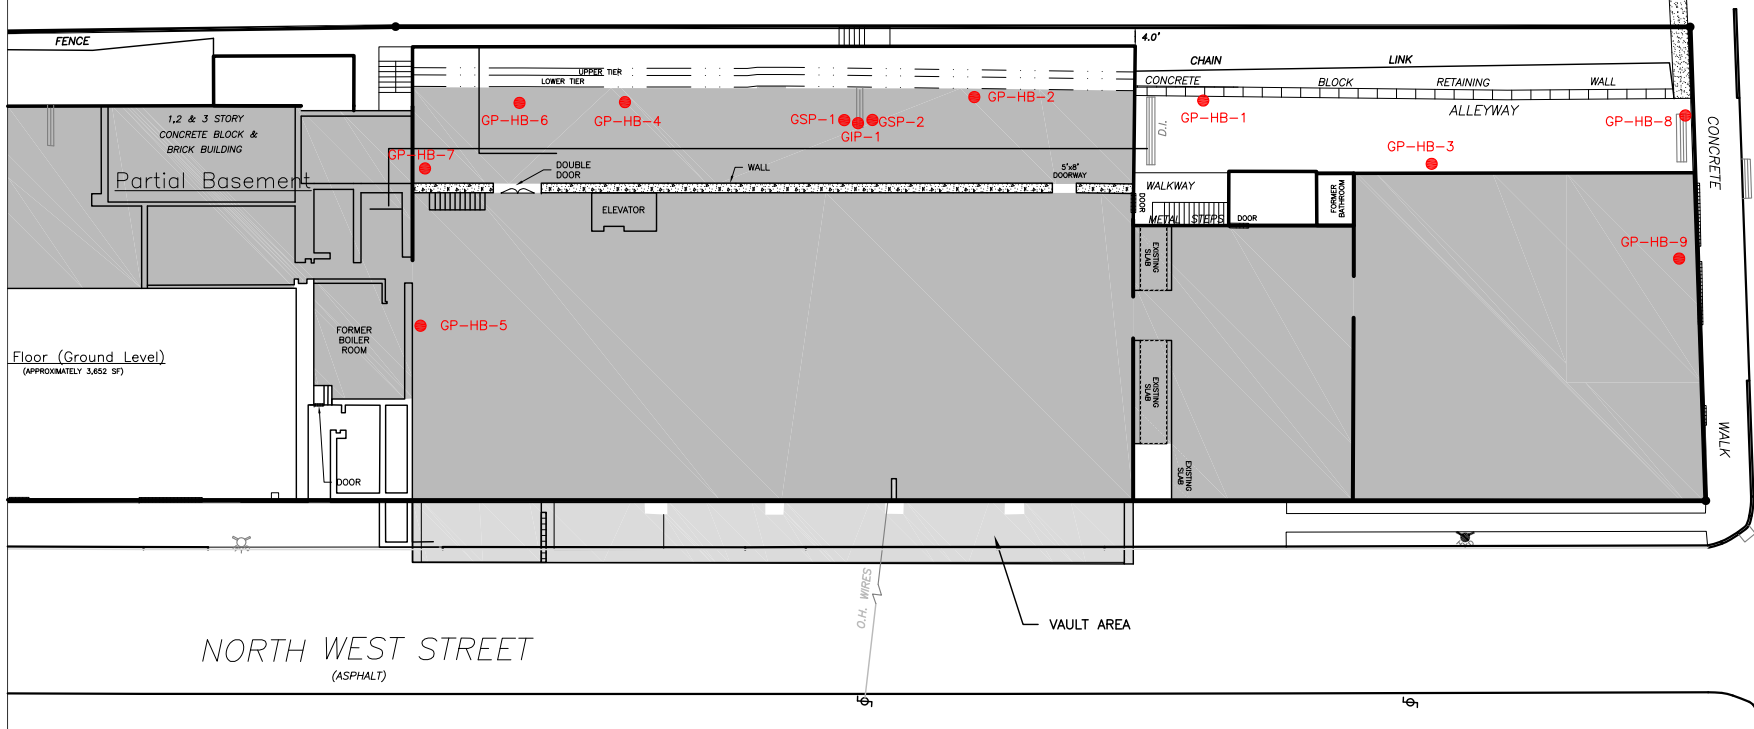 FENCE
4.0'
CHAIN
LINK
UPPER TIER
LOWER TIER
CONCRETE
BLOCK
RETAINING
WALL
ALLEYWAY
1,2 & 3 STORY
CONCRETE BLOCK &
BRICK BUILDING
Partial Basement
GP-HB-6
GP-HB-4
GSP-1
GSP-2
GIP-1
GP-HB-2
GP-HB-1
GP-HB-8
GP-HB-3
GP-HB-7
D.I.
CONCRETE
DOUBLE
DOOR
WALL
5'x8'
DOORWAY
WALKWAY
DOOR
METAL STEPS
DOOR
FORMER
BATHROOM
ELEVATOR
EXISTING
SLAB
GP-HB-9
GP-HB-5
FORMER
BOILER
ROOM
Floor (Ground Level)
(APPROXIMATELY 3,652 SF)
EXISTING
SLAB
WALK
EXISTING
SLAB
DOOR
O.H. WIRES
VAULT AREA
NORTH WEST STREET
(ASPHALT)